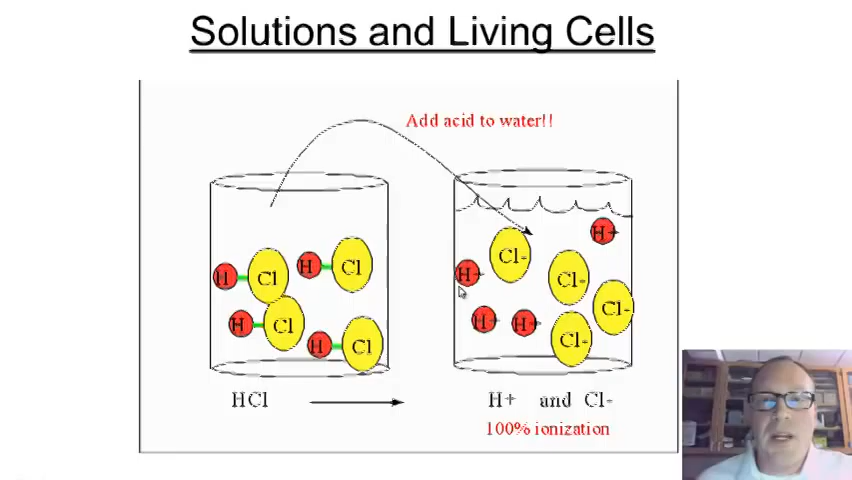 Solutions and Living Cells
Add acid to water!!
H Cl H Cl
H Cl
H Cl
H+
H+ Cl-
Cl-
Cl-
H+ H+
Cl-
HCl
H+ and Cl-
100% ionization